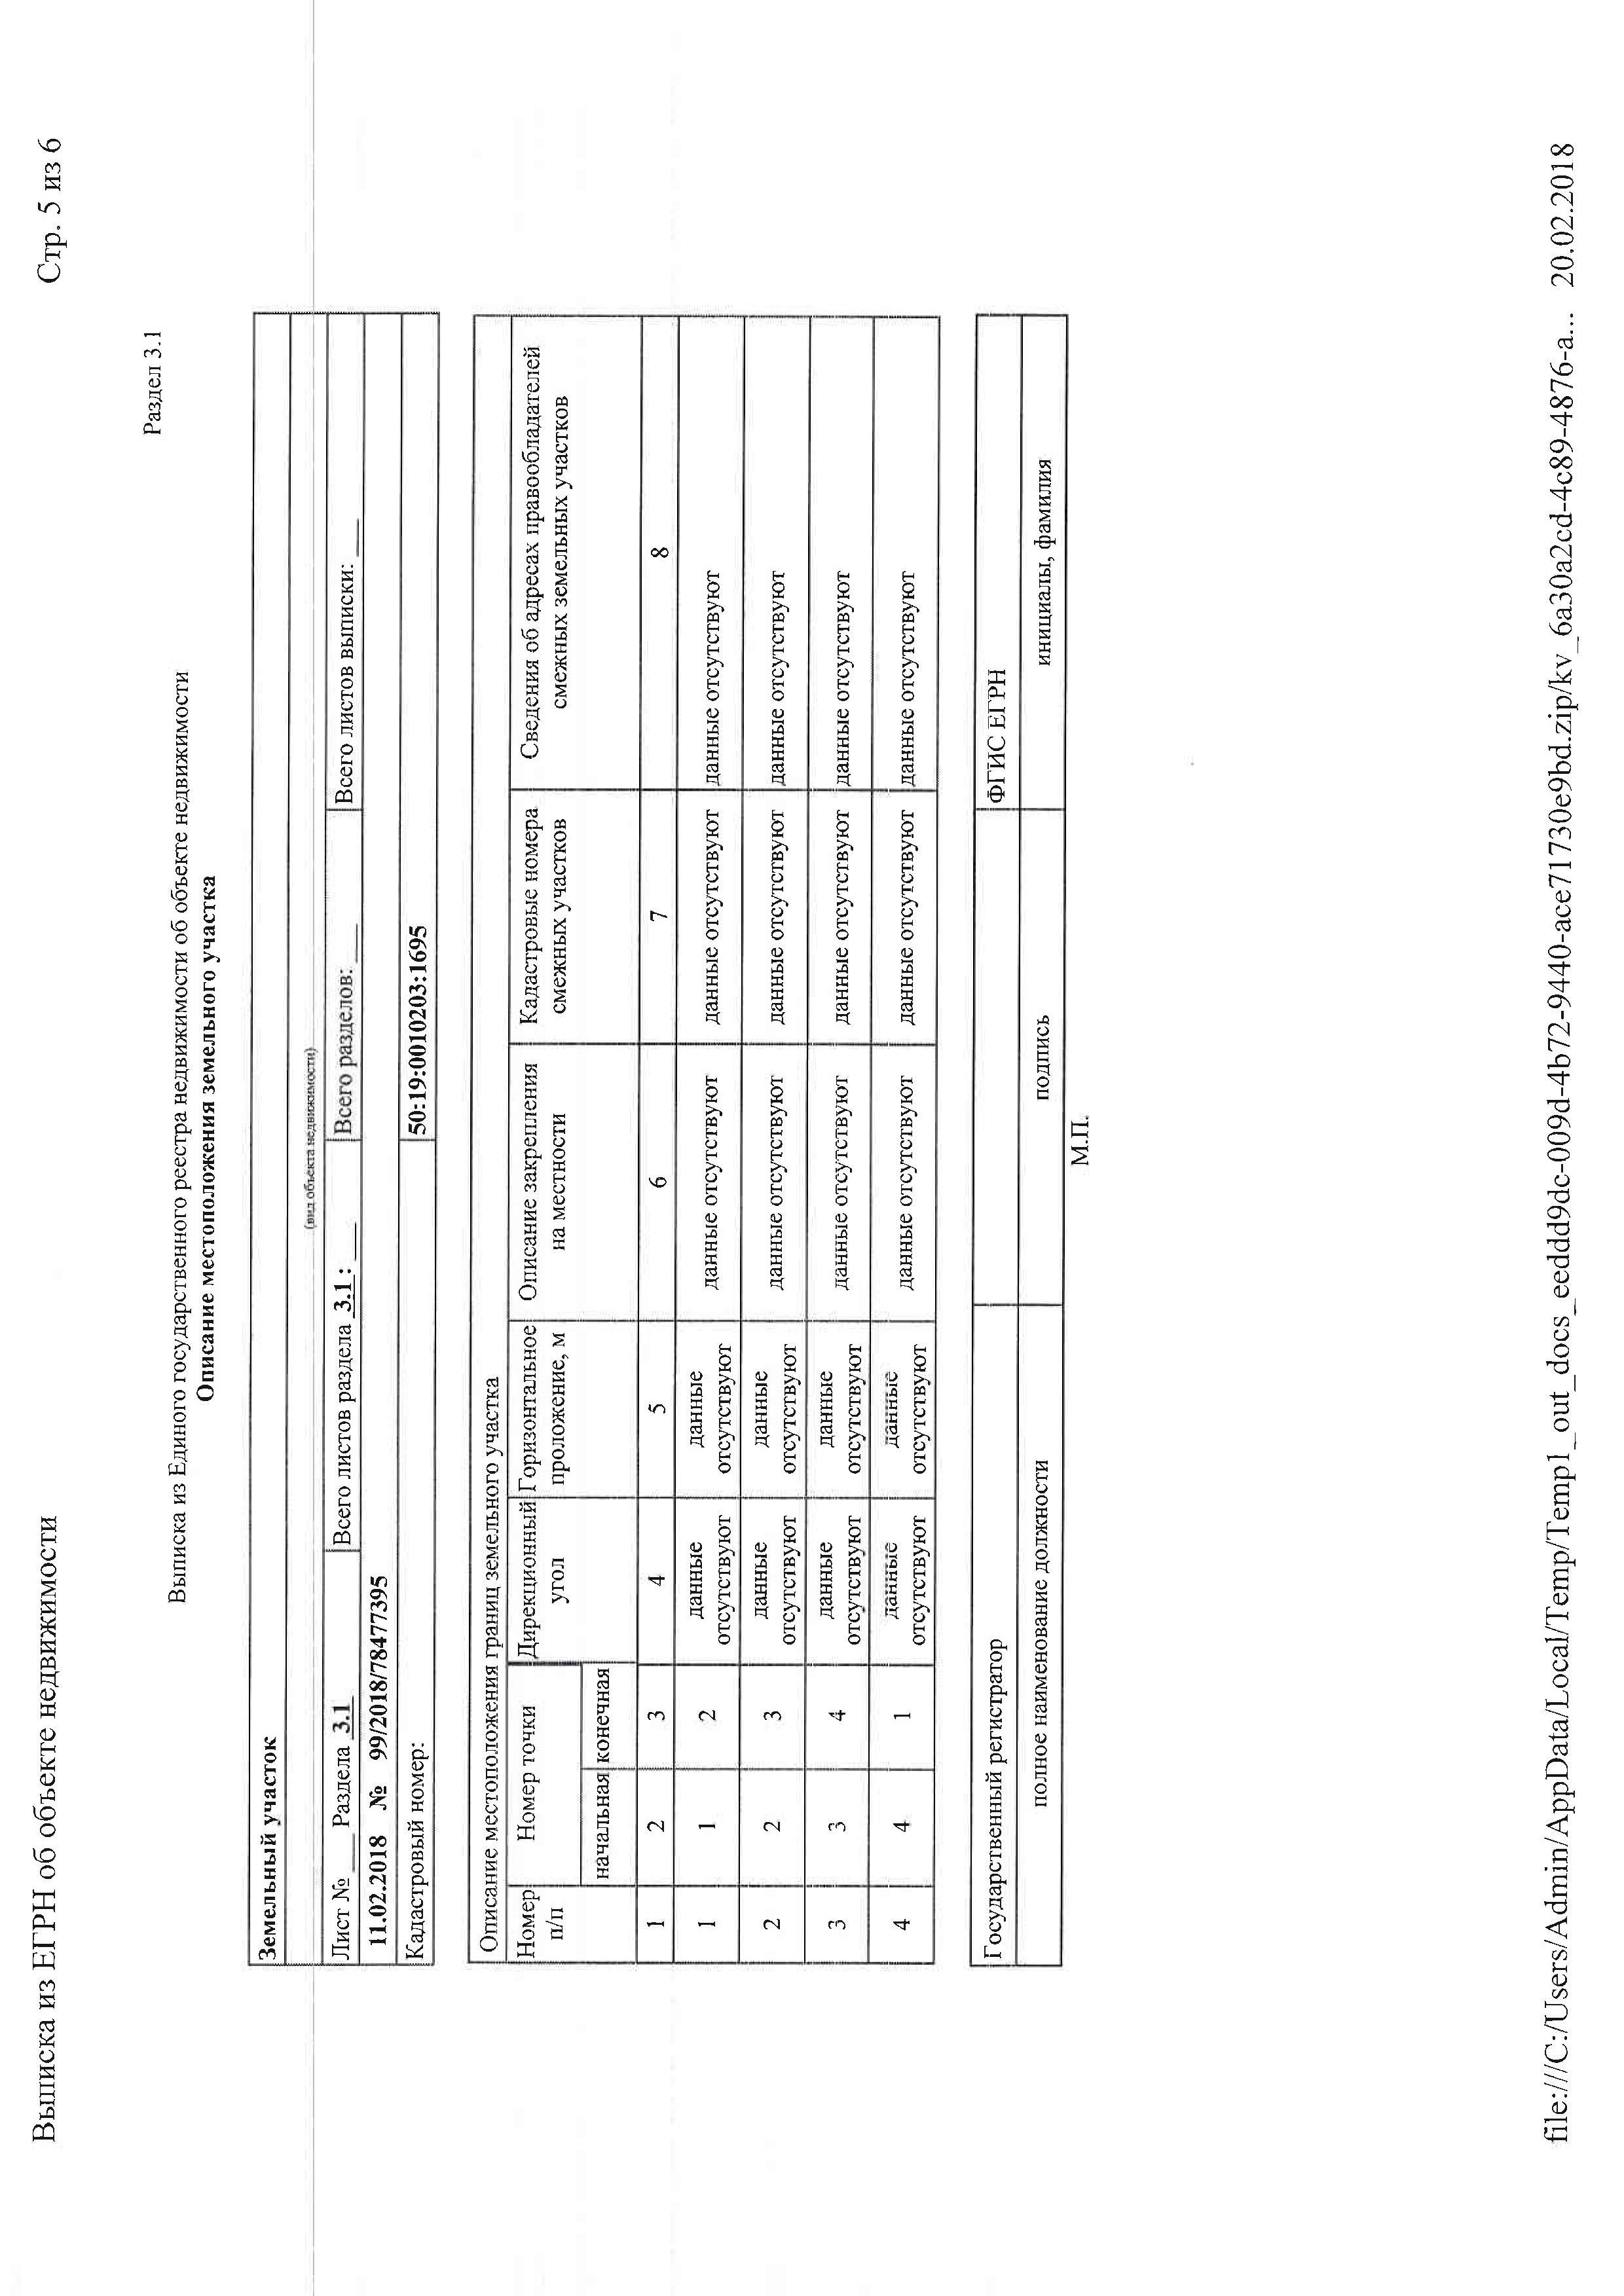 Выписка из ЕГРН об объекте недвижимости Стр. 5 из 6
Раздел 3.1
Выписка из Единого государственного реестра недвижимости об объекте недвижимости
Описание местоположения земельного участка
Земельный участок
(вид объекта недвижимости)
Лист № ___ Раздела 3.1 Всего листов раздела 3.1 : ___ Всего разделов: ___ Всего листов выписки: ___
11.02.2018 № 99/2018/78477395
Кадастровый номер: 50:19:0010203:1695
Описание местоположения границ земельного участка
Номер п/п Номер точки Дирекционный угол Горизонтальное проложение, м Описание закрепления на местности Кадастровые номера смежных участков Сведения об адресах правообладателей смежных земельных участков
начальная конечная
1 2 3 4 5 6 7 8
1 1 2 данные отсутствуют данные отсутствуют данные отсутствуют данные отсутствуют данные отсутствуют
2 2 3 данные отсутствуют данные отсутствуют данные отсутствуют данные отсутствуют данные отсутствуют
3 3 4 данные отсутствуют данные отсутствуют данные отсутствуют данные отсутствуют данные отсутствуют
4 4 1 данные отсутствуют данные отсутствуют данные отсутствуют данные отсутствуют данные отсутствуют
Государственный регистратор ФГИС ЕГРН
полное наименование должности подпись инициалы, фамилия
М.П.
file:///C:/Users/Admin/AppData/Local/Temp/Temp1_out_docs_eeddd9dc-009d-4b72-9440-ace71730e9bd.zip/kv_6a30a2cd-4c89-4876-a... 20.02.2018